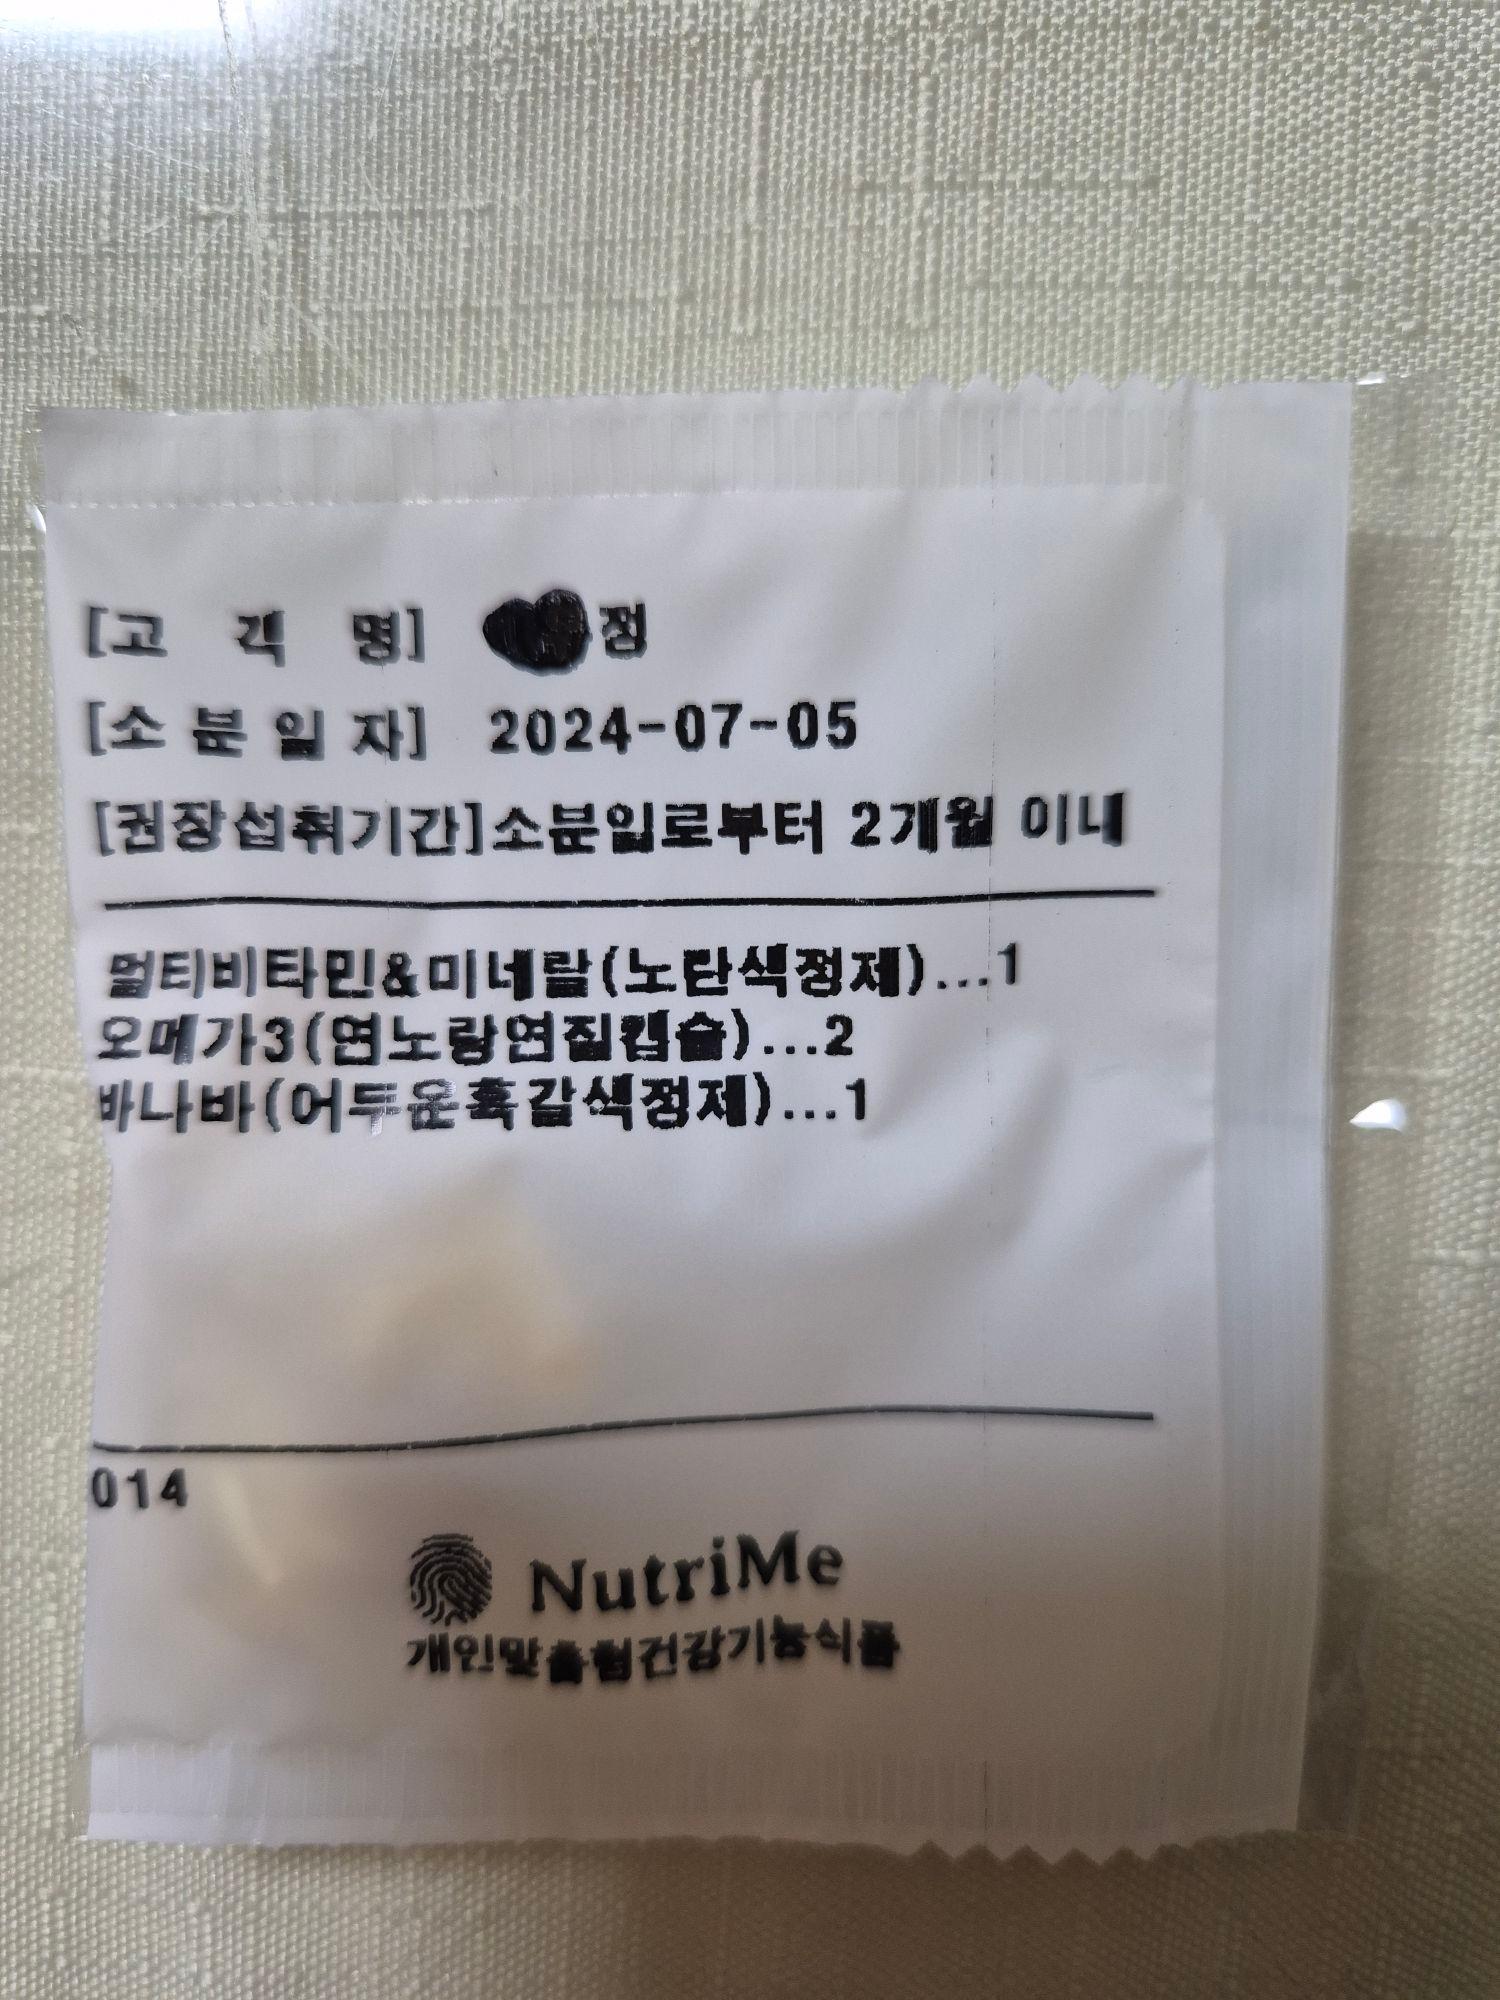 [고 객 명] 정
[소 분 일 자] 2024-07-05
[권장섭취기간]소분일로부터 2개월 이내
멀티비타민&미네랄(노란색정제)...1
오메가3(연노랑연질캡슐)...2
바나바(어두운흑갈색정제)...1
014
NutriMe
개인맞춤형건강기능식품